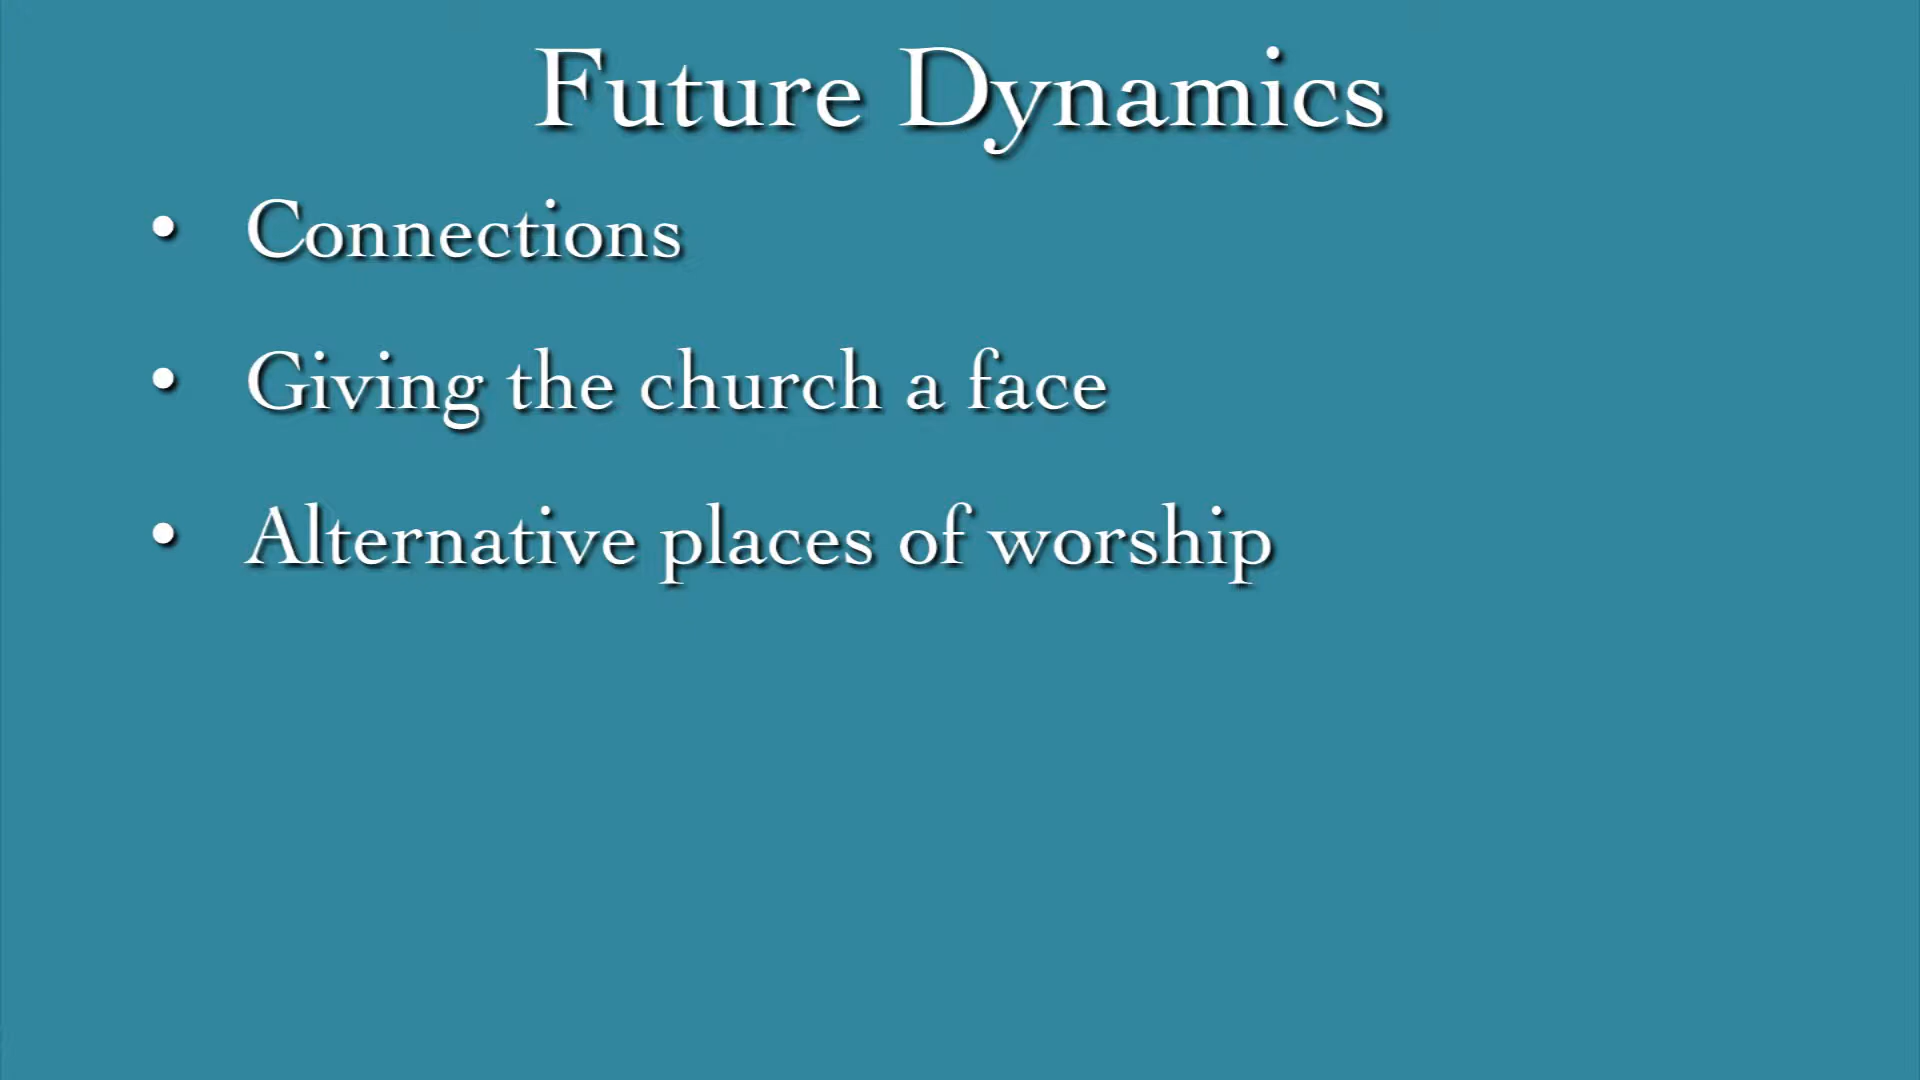 Future Dynamics
• Connections
• Giving the church a face
• Alternative places of worship